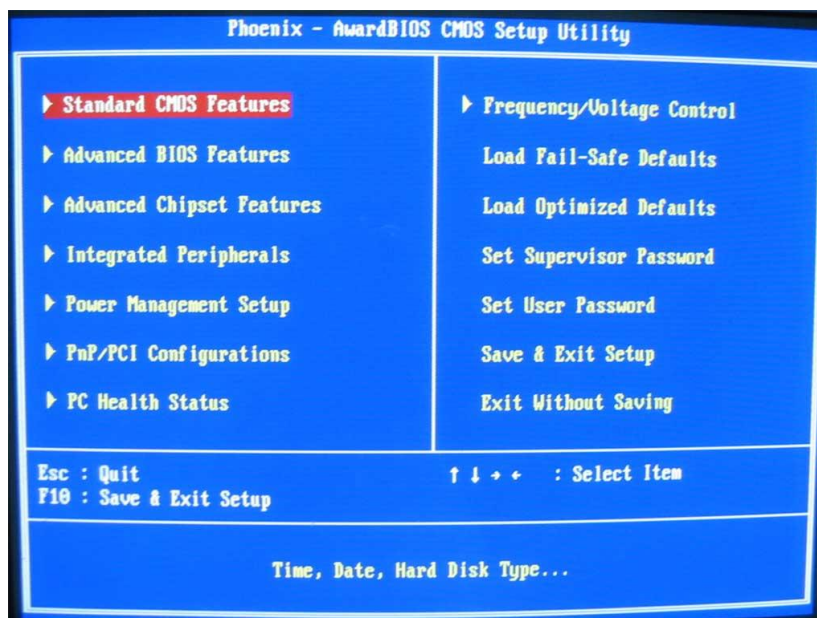 Phoenix - AwardBIOS CMOS Setup Utility
Standard CMOS Features
Advanced BIOS Features
Advanced Chipset Features
Integrated Peripherals
Power Management Setup
PnP/PCI Configurations
PC Health Status
Frequency/Voltage Control
Load Fail-Safe Defaults
Load Optimized Defaults
Set Supervisor Password
Set User Password
Save & Exit Setup
Exit Without Saving
Esc : Quit
F10 : Save & Exit Setup
↑ ↓ → ← : Select Item
Time, Date, Hard Disk Type...